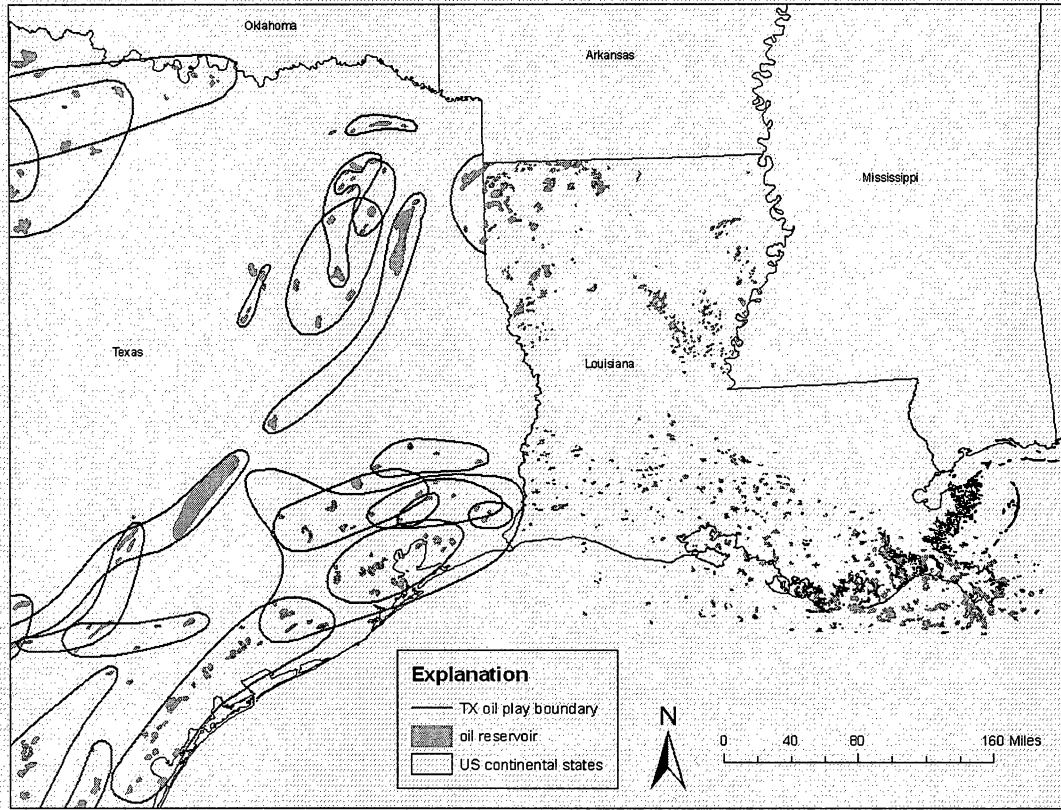 Oklahoma
Arkansas
Mississippi
Texas
Louisiana
Explanation
TX oil play boundary
oil reservoir
US continental states
N
0 40 80 160 Miles